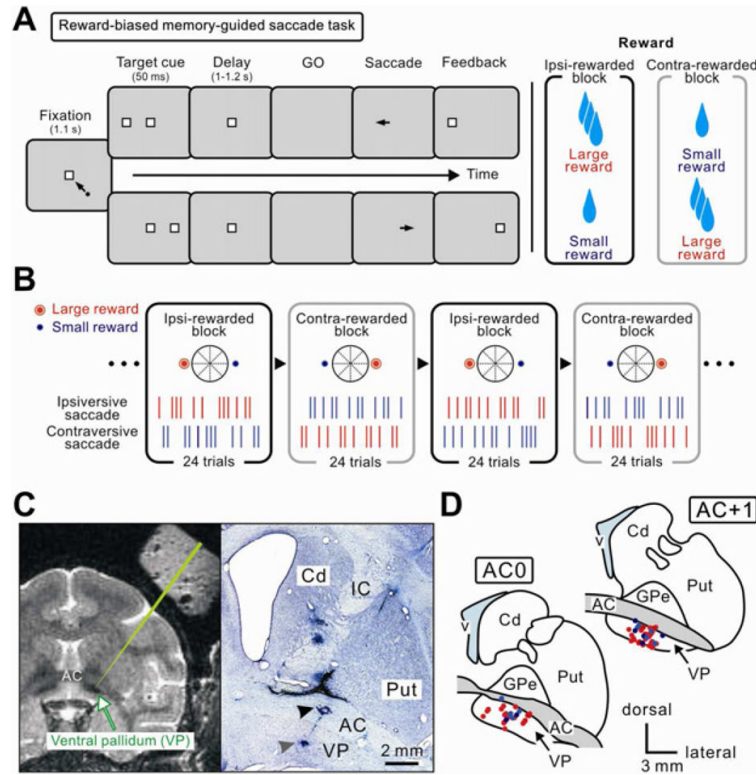 A
Reward-biased memory-guided saccade task
Target cue
(50 ms)
Delay
(1-1.2 s)
GO
Saccade
Feedback
Fixation
(1.1 s)
Time
Reward
Ipsi-rewarded
block
Contra-rewarded
block
Large
reward
Small
reward
Small
reward
Large
reward
B
Large reward
Small reward
Ipsi-rewarded
block
Contra-rewarded
block
Ipsi-rewarded
block
Contra-rewarded
block
Ipsiversive
saccade
Contraversive
saccade
24 trials
24 trials
24 trials
24 trials
C
AC
Ventral pallidum (VP)
Cd
IC
Put
AC
VP
2 mm
D
AC+1
v
Cd
Put
GPe
AC
VP
AC0
v
Cd
Put
GPe
AC
VP
dorsal
lateral
3 mm